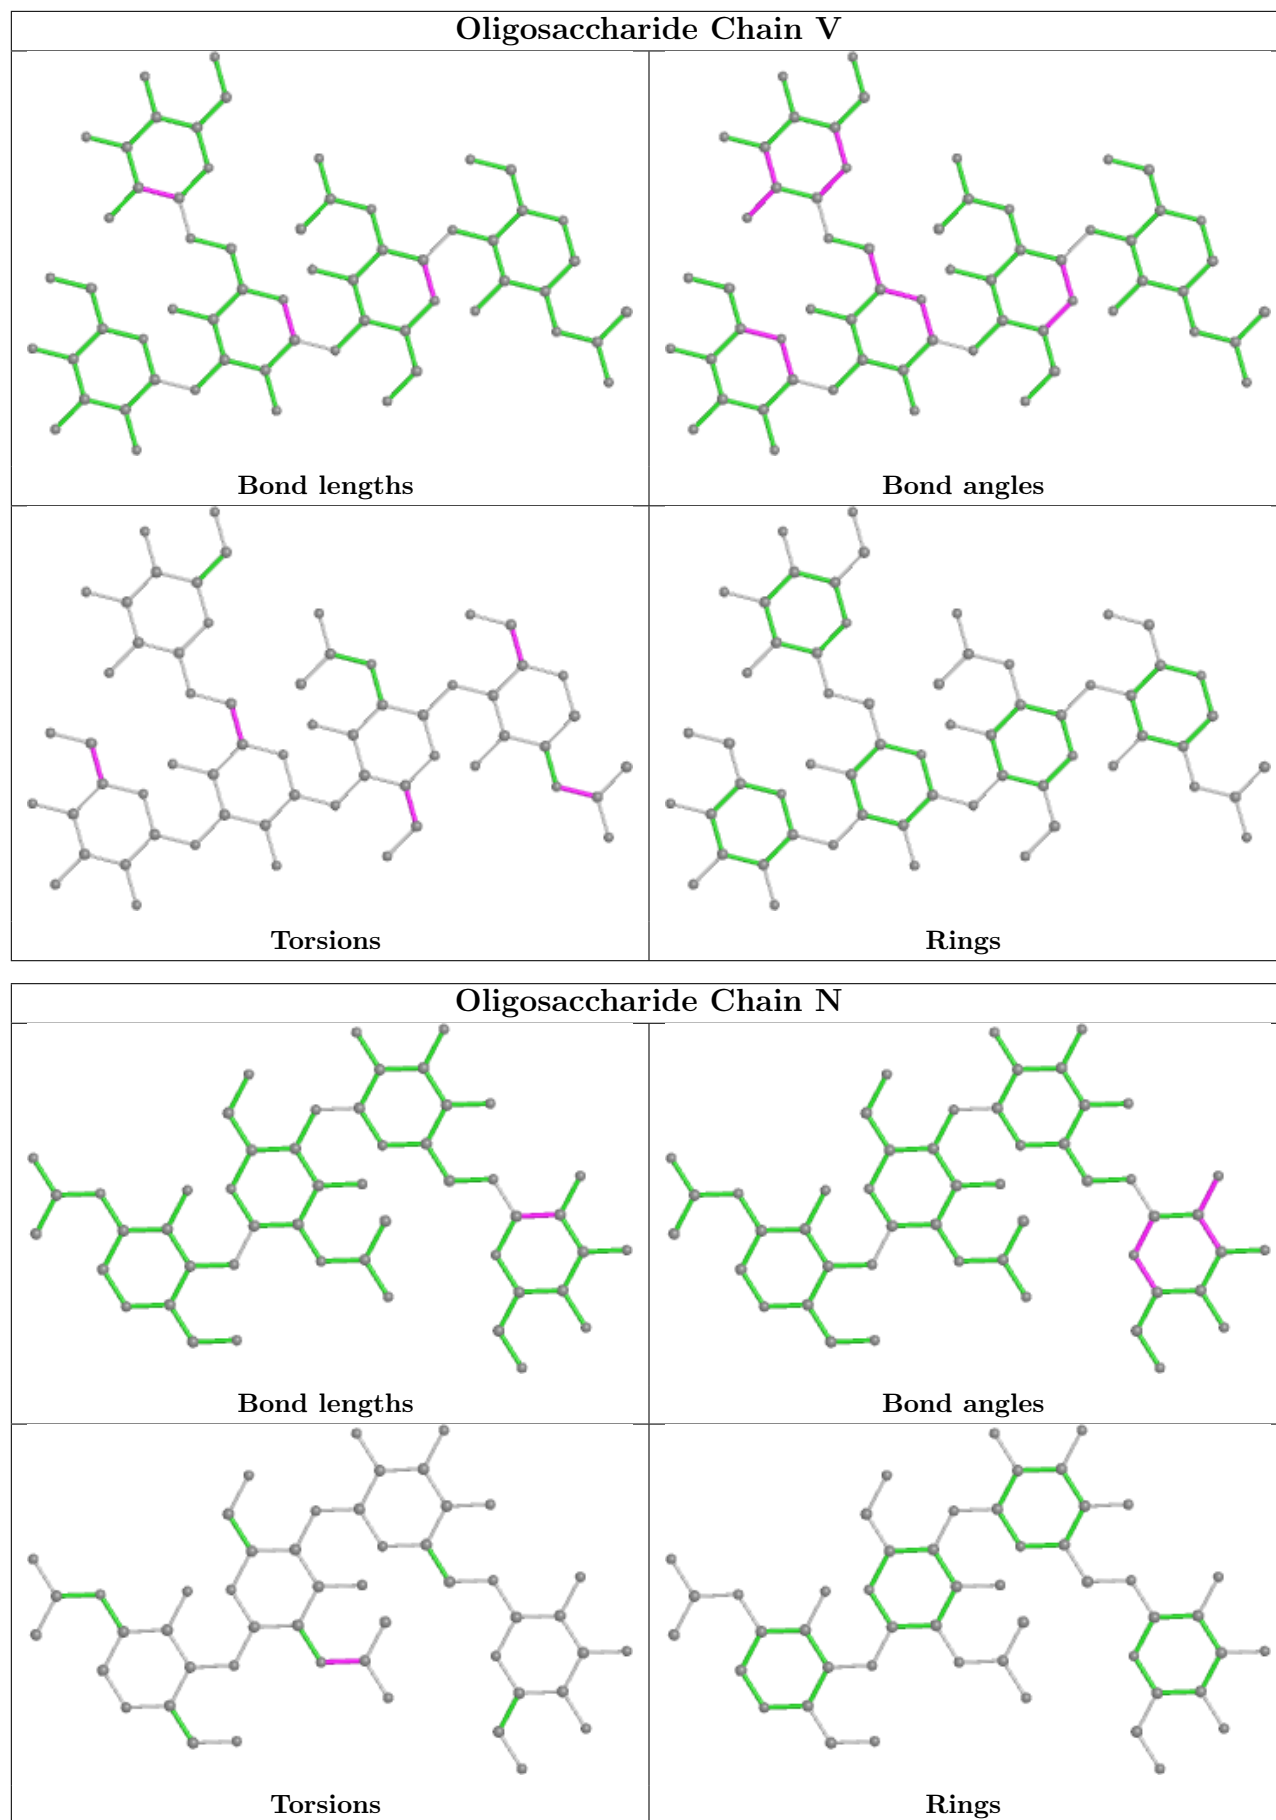 Oligosaccharide Chain V
Bond lengths
Bond angles
Torsions
Rings
Oligosaccharide Chain N
Bond lengths
Bond angles
Torsions
Rings